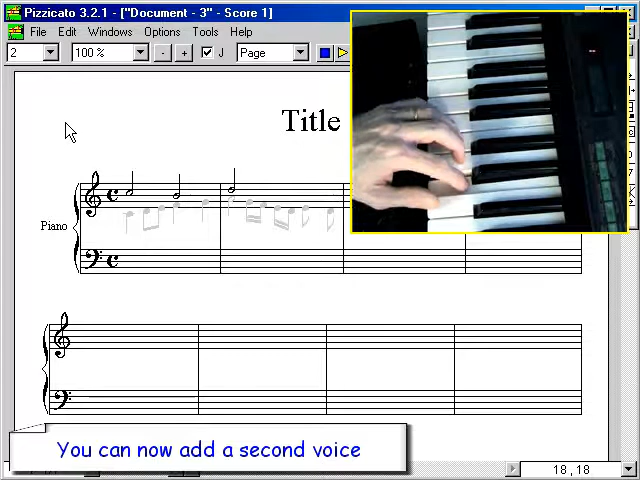 Pizzicato 3.2.1 - ["Document - 3" - Score 1]
File Edit Windows Options Tools Help
2 100 % - + J Page
Title
Piano
You can now add a second voice
18 , 18